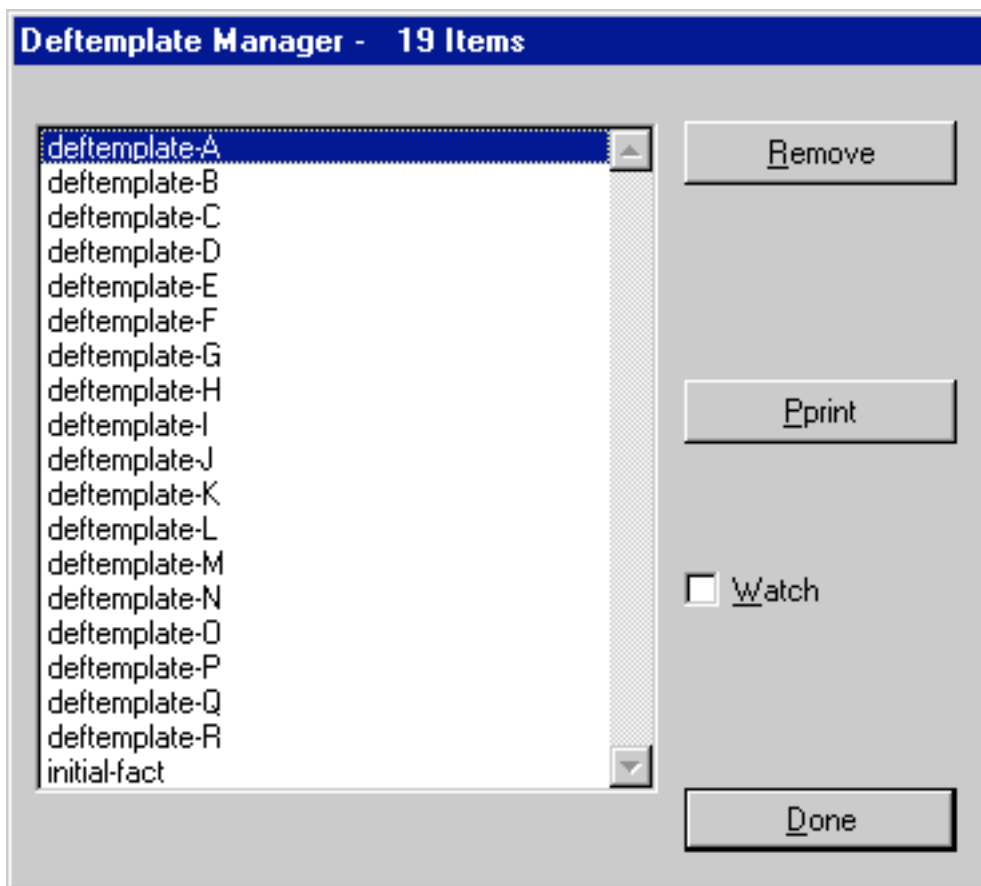 Deftemplate Manager -   19 Items
deftemplate-A
deftemplate-B
deftemplate-C
deftemplate-D
deftemplate-E
deftemplate-F
deftemplate-G
deftemplate-H
deftemplate-I
deftemplate-J
deftemplate-K
deftemplate-L
deftemplate-M
deftemplate-N
deftemplate-O
deftemplate-P
deftemplate-Q
deftemplate-R
initial-fact
Remove
Pprint
Watch
Done